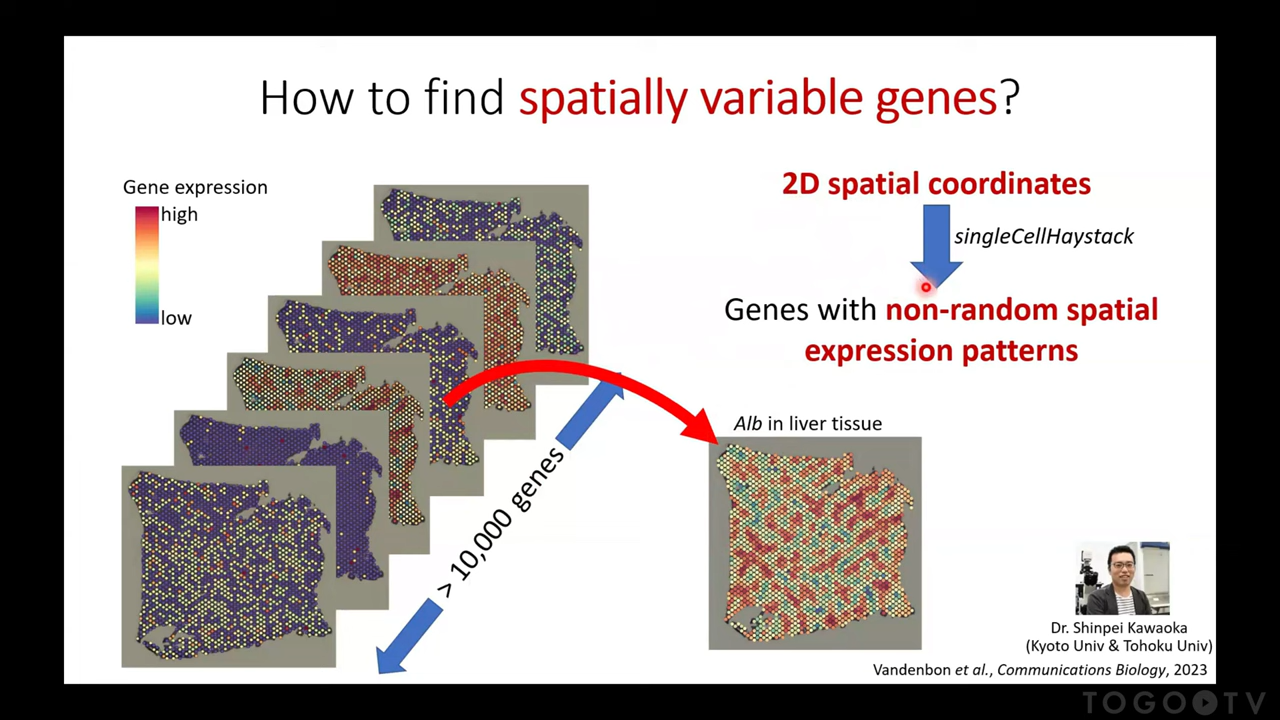 How to find spatially variable genes?
Gene expression
high
low
2D spatial coordinates
singleCellHaystack
Genes with non-random spatial
expression patterns
> 10,000 genes
Alb in liver tissue
Dr. Shinpei Kawaoka
(Kyoto Univ & Tohoku Univ)
Vandenbon et al., Communications Biology, 2023
TOGO TV